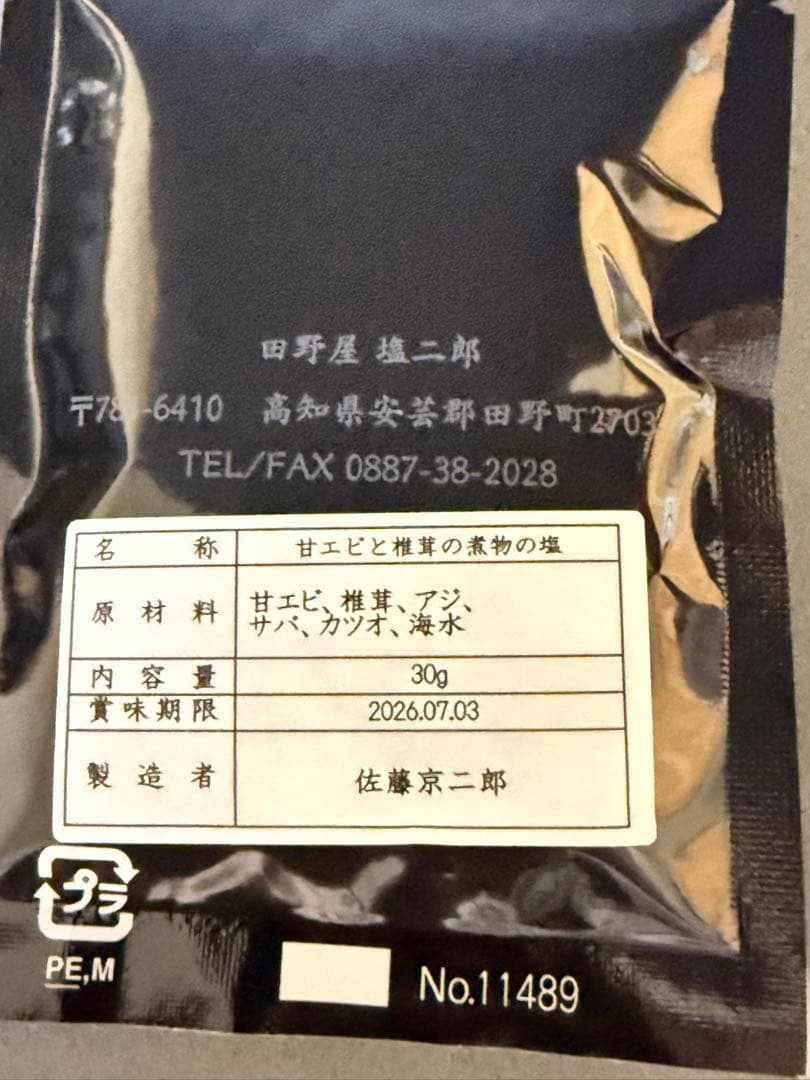 田野屋 塩二郎
高知県安芸郡田野町2703
TEL/FAX 0887-38-2028
名称 甘エビと椎茸の煮物の塩
原材料 甘エビ、椎茸、アジ、
サバ、カツオ、海水
内容量 30g
賞味期限 2026.07.03
製造者 佐藤京二郎
プラ
PE,M
No.11489